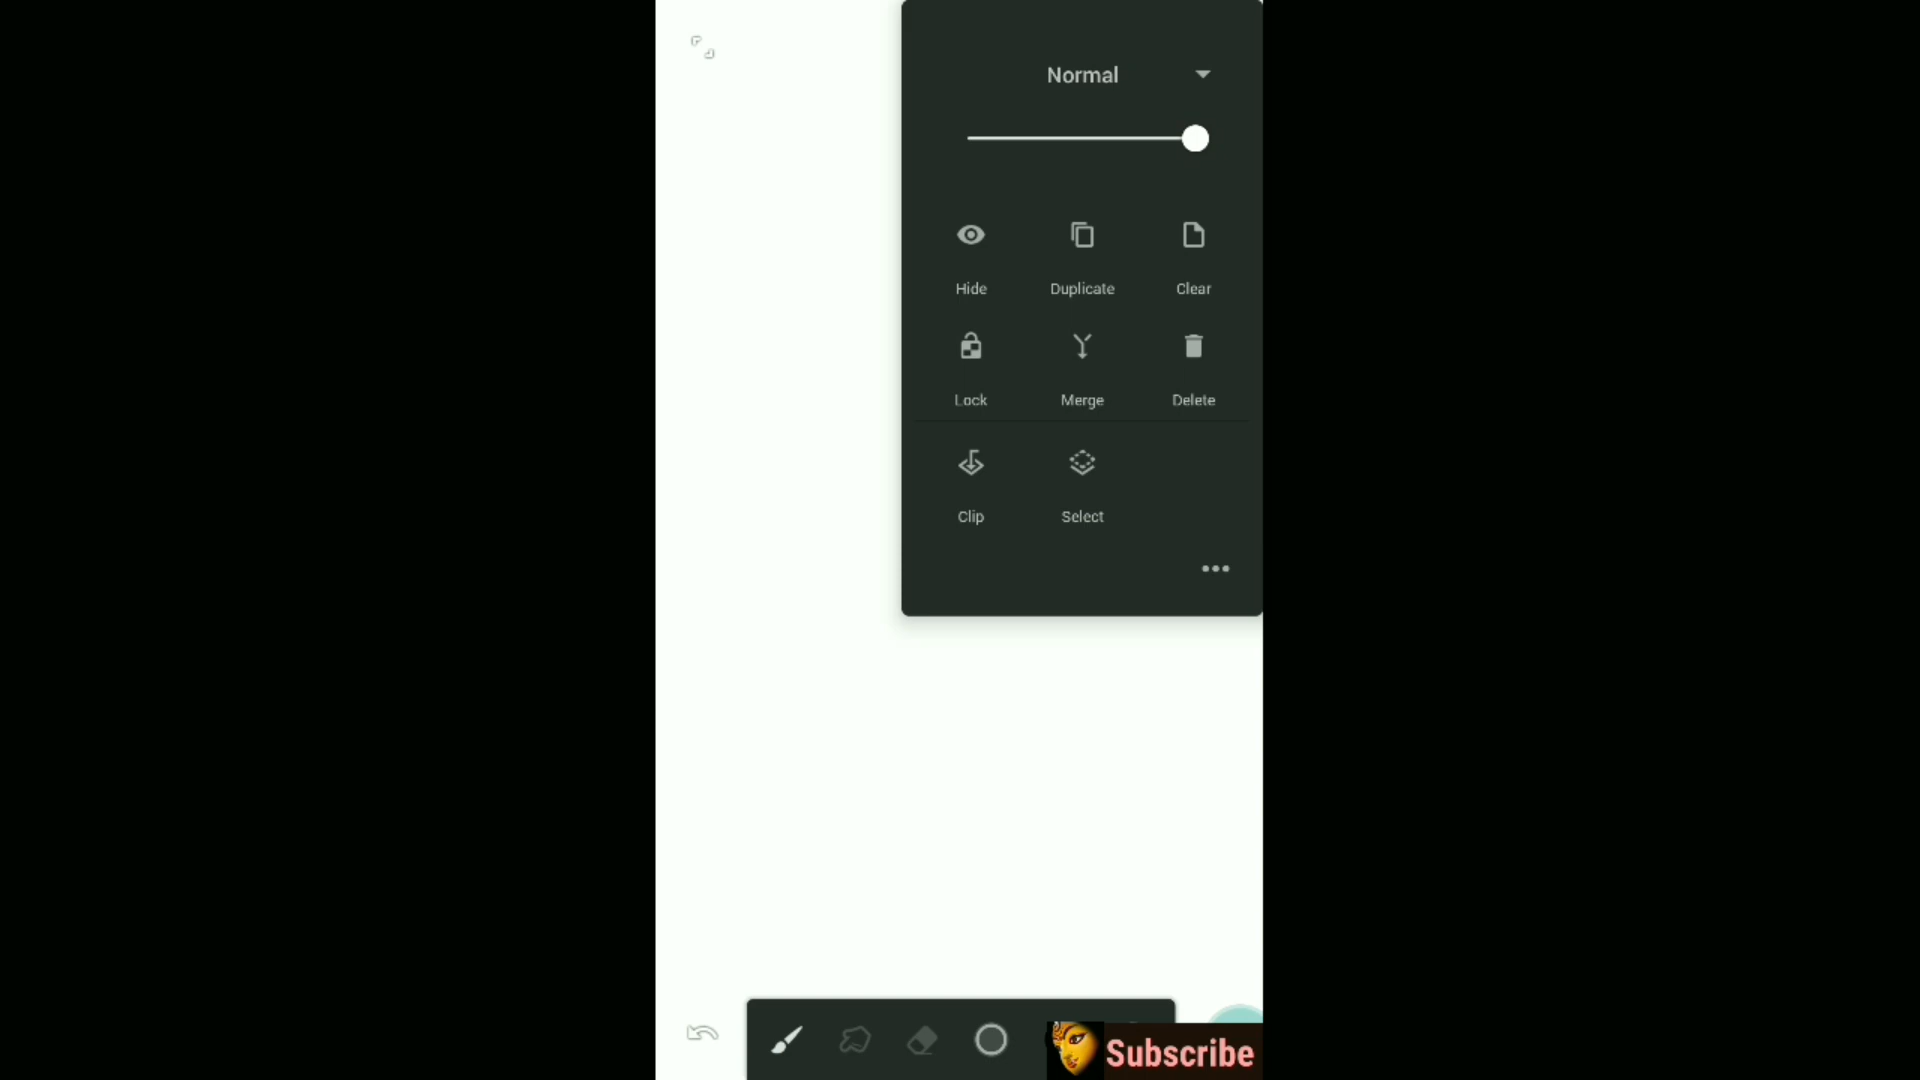 Normal
Hide Duplicate Clear
Lock Merge Delete
Clip Select
Subscribe